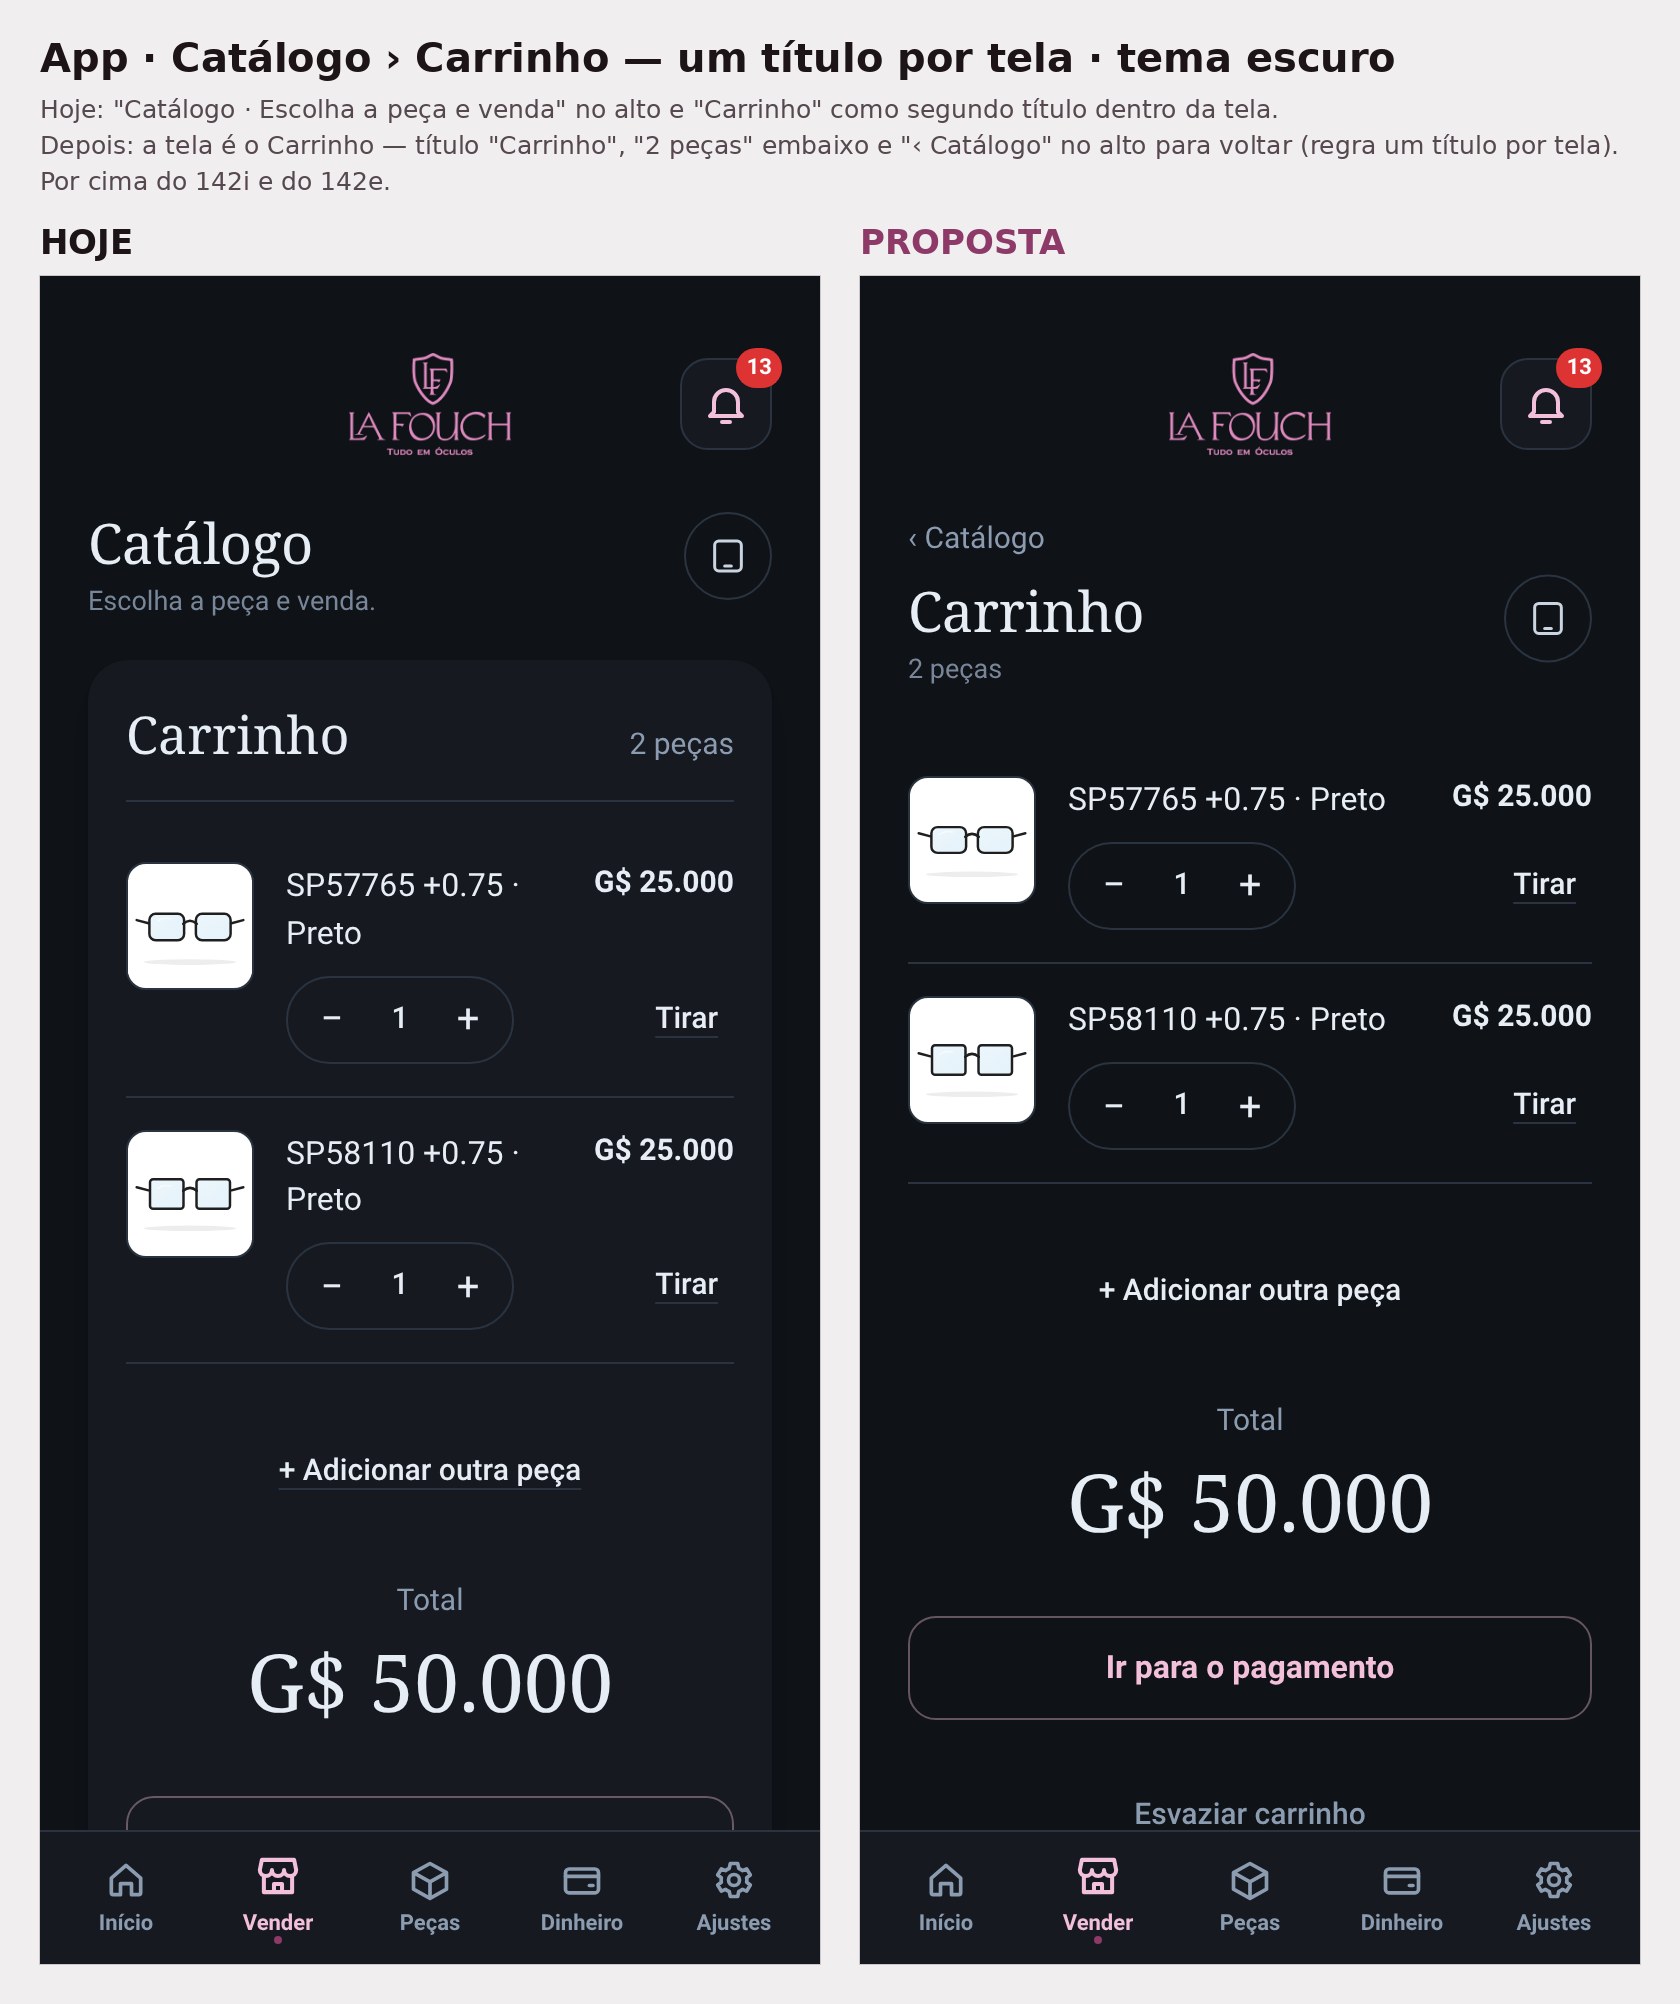 App · Catálogo › Carrinho — um título por tela · tema escuro
Hoje: "Catálogo · Escolha a peça e venda" no alto e "Carrinho" como segundo título dentro da tela.
Depois: a tela é o Carrinho — título "Carrinho", "2 peças" embaixo e "‹ Catálogo" no alto para voltar (regra um título por tela).
Por cima do 142i e do 142e.
HOJE
13
LF
LA FOUCH
TUDO EM ÓCULOS
Catálogo
Escolha a peça e venda.
Carrinho
2 peças
SP57765 +0.75 ·
Preto
G$ 25.000
− 1 +
Tirar
SP58110 +0.75 ·
Preto
G$ 25.000
− 1 +
Tirar
+ Adicionar outra peça
Total
G$ 50.000
Início
Vender
Peças
Dinheiro
Ajustes
PROPOSTA
13
LF
LA FOUCH
TUDO EM ÓCULOS
‹ Catálogo
Carrinho
2 peças
SP57765 +0.75 · Preto
G$ 25.000
− 1 +
Tirar
SP58110 +0.75 · Preto
G$ 25.000
− 1 +
Tirar
+ Adicionar outra peça
Total
G$ 50.000
Ir para o pagamento
Esvaziar carrinho
Início
Vender
Peças
Dinheiro
Ajustes